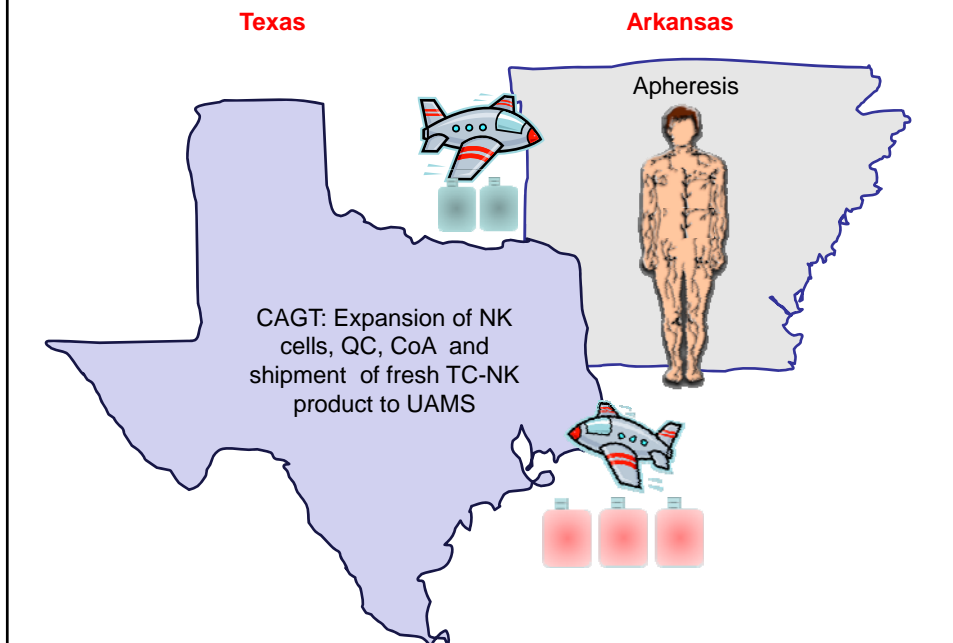 Texas
Arkansas
Apheresis
CAGT: Expansion of NK
cells, QC, CoA and
shipment of fresh TC-NK
product to UAMS